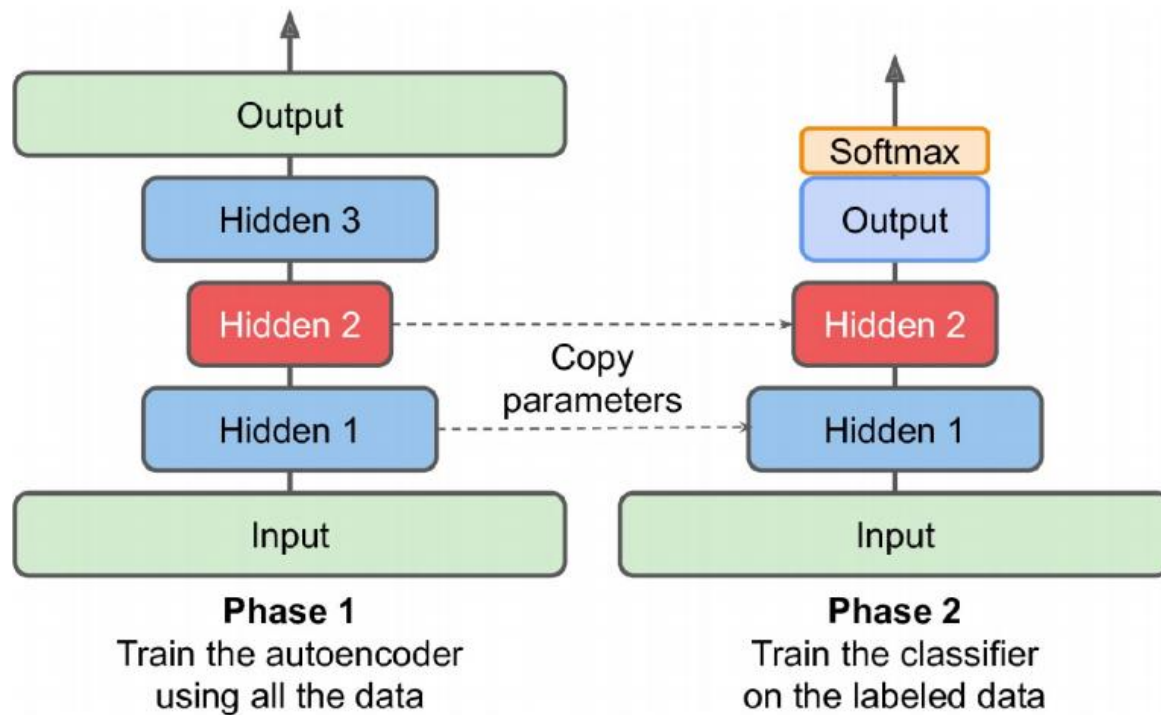 Output
Hidden 3
Hidden 2
Hidden 1
Input
Phase 1
Train the autoencoder
using all the data
Copy
parameters
Softmax
Output
Hidden 2
Hidden 1
Input
Phase 2
Train the classifier
on the labeled data